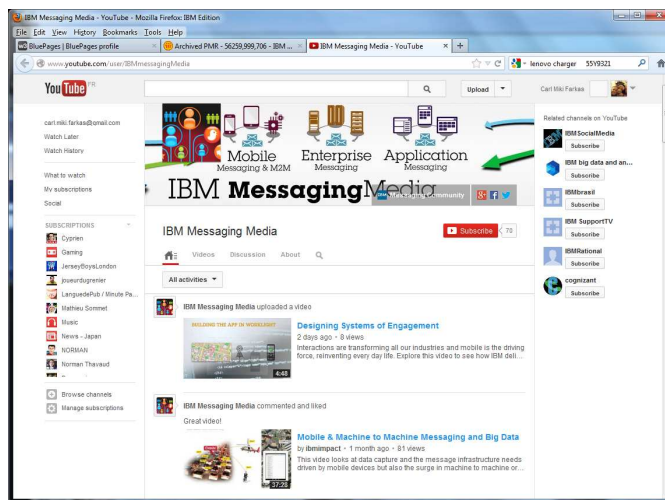 IBM Messaging Media - YouTube - Mozilla Firefox: IBM Edition
File Edit View History Bookmarks Tools Help
BluePages | BluePages profile
Archived PMR - 56259,999,706 - IBM ...
IBM Messaging Media - YouTube
www.youtube.com/user/IBMmessagingMedia
lenovo charger 55Y9321
YouTube FR
Upload
Carl Miki Farkas
carl.miki.farkas@gmail.com
Watch Later
Watch History
What to watch
My subscriptions
Social
SUBSCRIPTIONS
Cyprien
Gaming
JerseyBoysLondon
joueurdugrenier
LanguedePub / Minute Pa...
Mathieu Sommet
Music
News - Japan
NORMAN
Norman Thavaud
Browse channels
Manage subscriptions
Mobile
Messaging & M2M
Enterprise
Messaging
Application
Messaging
IBM MessagingMedia
Messaging Community
IBM Messaging Media
Subscribe 70
Videos Discussion About
All activities
IBM Messaging Media uploaded a video
BUILDING THE APP IN WORKLIGHT
4:48
Designing Systems of Engagement
2 days ago • 8 views
Interactions are transforming all our industries and mobile is the driving
force, reinventing every day life. Explore this video to see how IBM deli...
IBM Messaging Media commented and liked
Great video!
37:28
Mobile & Machine to Machine Messaging and Big Data
by ibmimpact • 1 month ago • 81 views
This video looks at data capture and the message infrastructure needs
driven by mobile devices but also the surge in machine to machine or...
Related channels on YouTube
IBMSocialMedia
Subscribe
IBM big data and an...
Subscribe
IBMbrasil
Subscribe
IBM SupportTV
Subscribe
IBMRational
Subscribe
cognizant
Subscribe